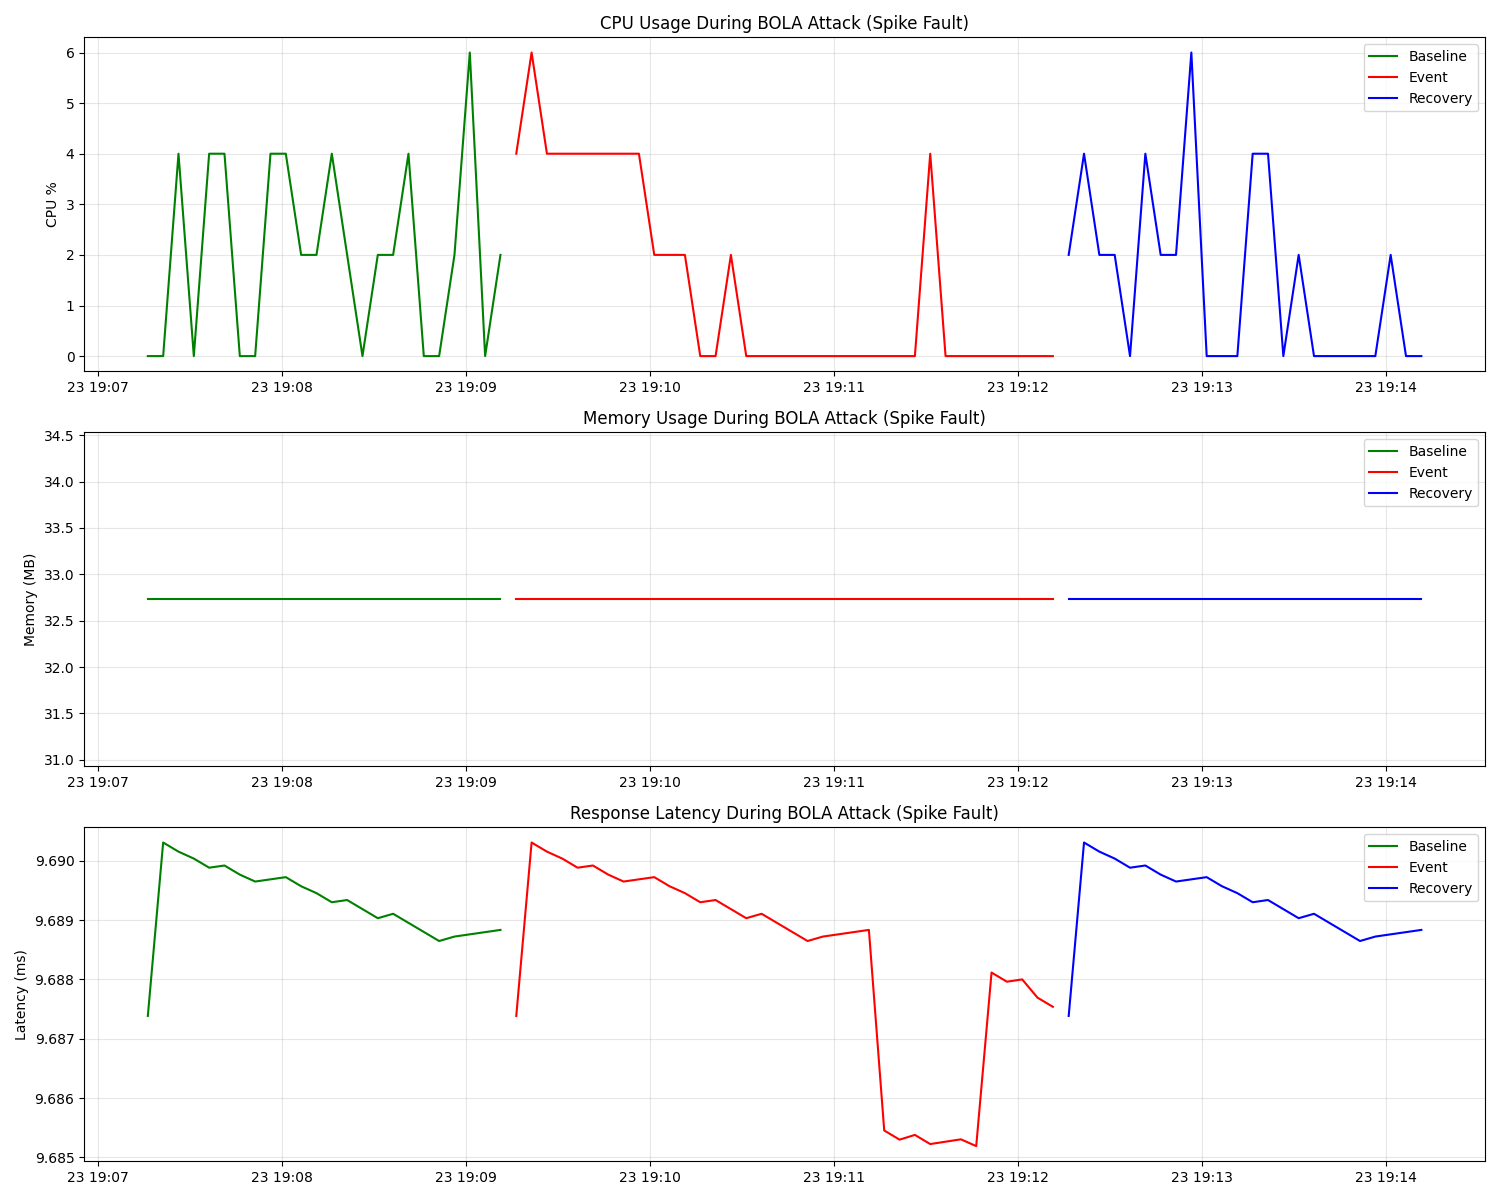 CPU Usage During BOLA Attack (Spike Fault)
CPU %
6
5
4
3
2
1
0
Baseline
Event
Recovery
23 19:07 23 19:08 23 19:09 23 19:10 23 19:11 23 19:12 23 19:13 23 19:14
Memory Usage During BOLA Attack (Spike Fault)
Memory (MB)
34.5
34.0
33.5
33.0
32.5
32.0
31.5
31.0
Baseline
Event
Recovery
23 19:07 23 19:08 23 19:09 23 19:10 23 19:11 23 19:12 23 19:13 23 19:14
Response Latency During BOLA Attack (Spike Fault)
Latency (ms)
9.690
9.689
9.688
9.687
9.686
9.685
Baseline
Event
Recovery
23 19:07 23 19:08 23 19:09 23 19:10 23 19:11 23 19:12 23 19:13 23 19:14